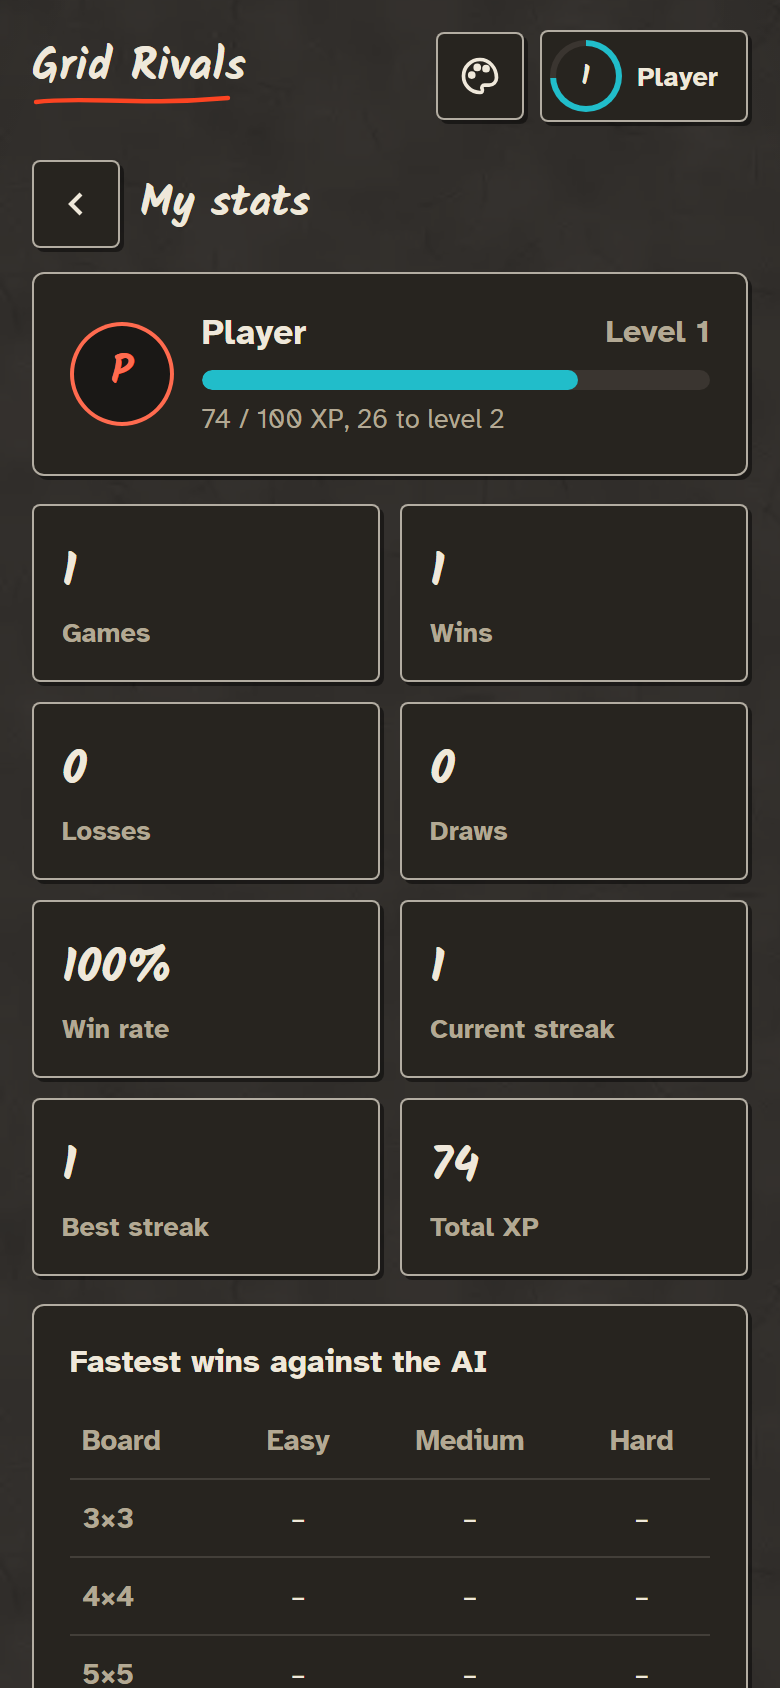 Grid Rivals
1 Player
My stats
P
Player Level 1
74 / 100 XP, 26 to level 2
1 1
Games Wins
0 0
Losses Draws
100% 1
Win rate Current streak
1 74
Best streak Total XP
Fastest wins against the AI
Board Easy Medium Hard
3×3 – – –
4×4 – – –
5×5 – – –